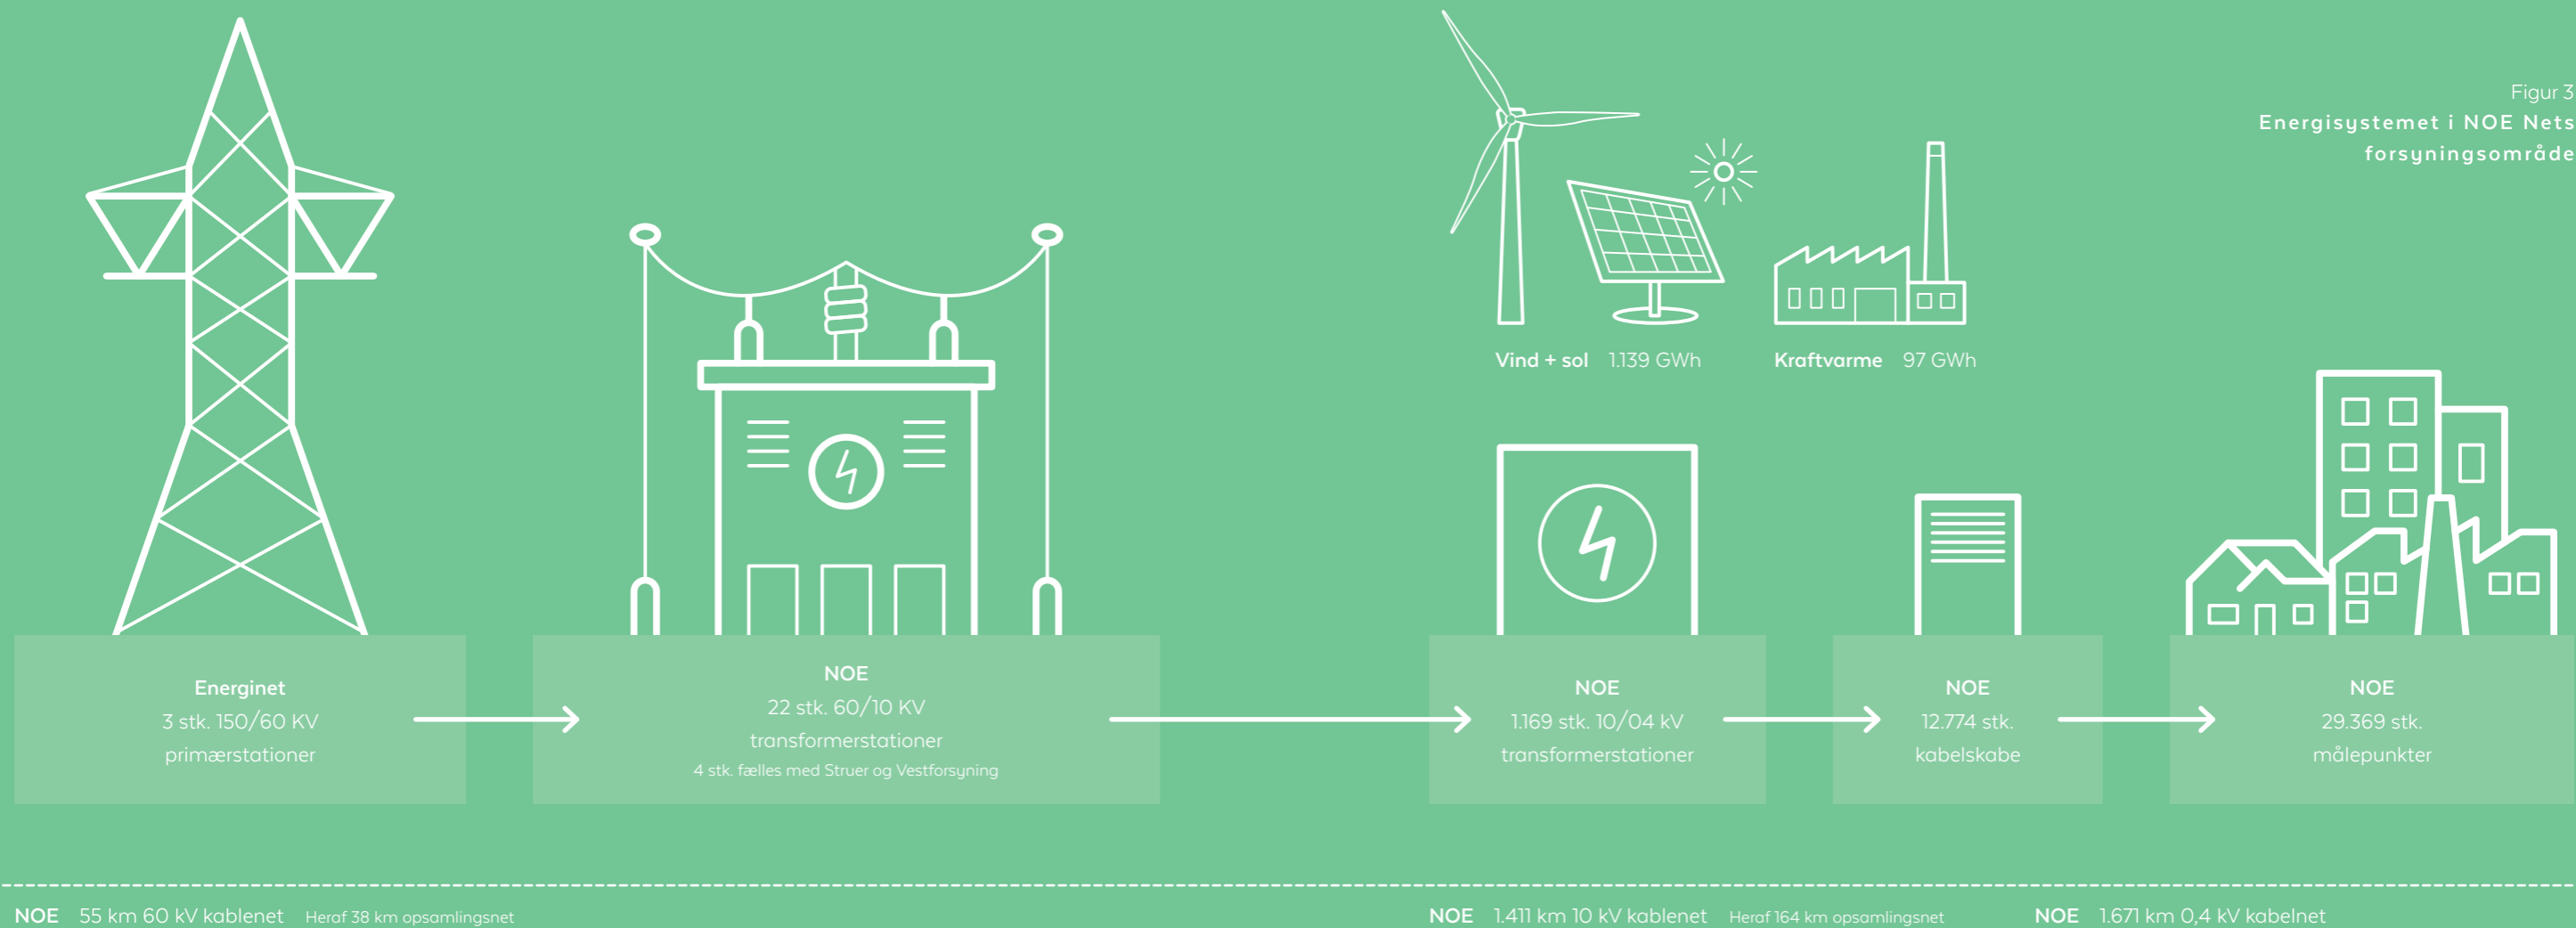 Figur 3
Energisystemet i NOE Nets
forsyningsområde
Vind + sol 1.139 GWh
Kraftvarme 97 GWh
Energinet
3 stk. 150/60 KV
primærstationer
NOE
22 stk. 60/10 KV
transformerstationer
4 stk. fælles med Struer og Vestforsyning
NOE
1.169 stk. 10/04 kV
transformerstationer
NOE
12.774 stk.
kabelskabe
NOE
29.369 stk.
målepunkter
NOE 55 km 60 kV kablenet Heraf 38 km opsamlingsnet
NOE 1.411 km 10 kV kablenet Heraf 164 km opsamlingsnet
NOE 1.671 km 0,4 kV kabelnet